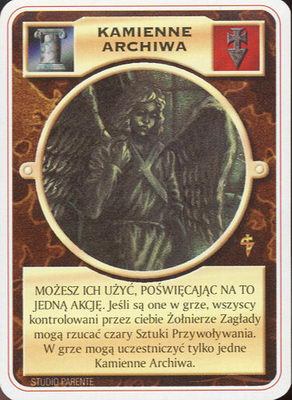 KAMIENNE
ARCHIWA
MOŻESZ ICH UŻYĆ, POŚWIĘCAJĄC NA TO
JEDNĄ AKCJĘ. Jeśli są one w grze, wszyscy
kontrolowani przez ciebie Żołnierze Zagłady
mogą rzucać czary Sztuki Przywoływania.
W grze mogą uczestniczyć tylko jedne
Kamienne Archiwa.
STUDIO PARENTE